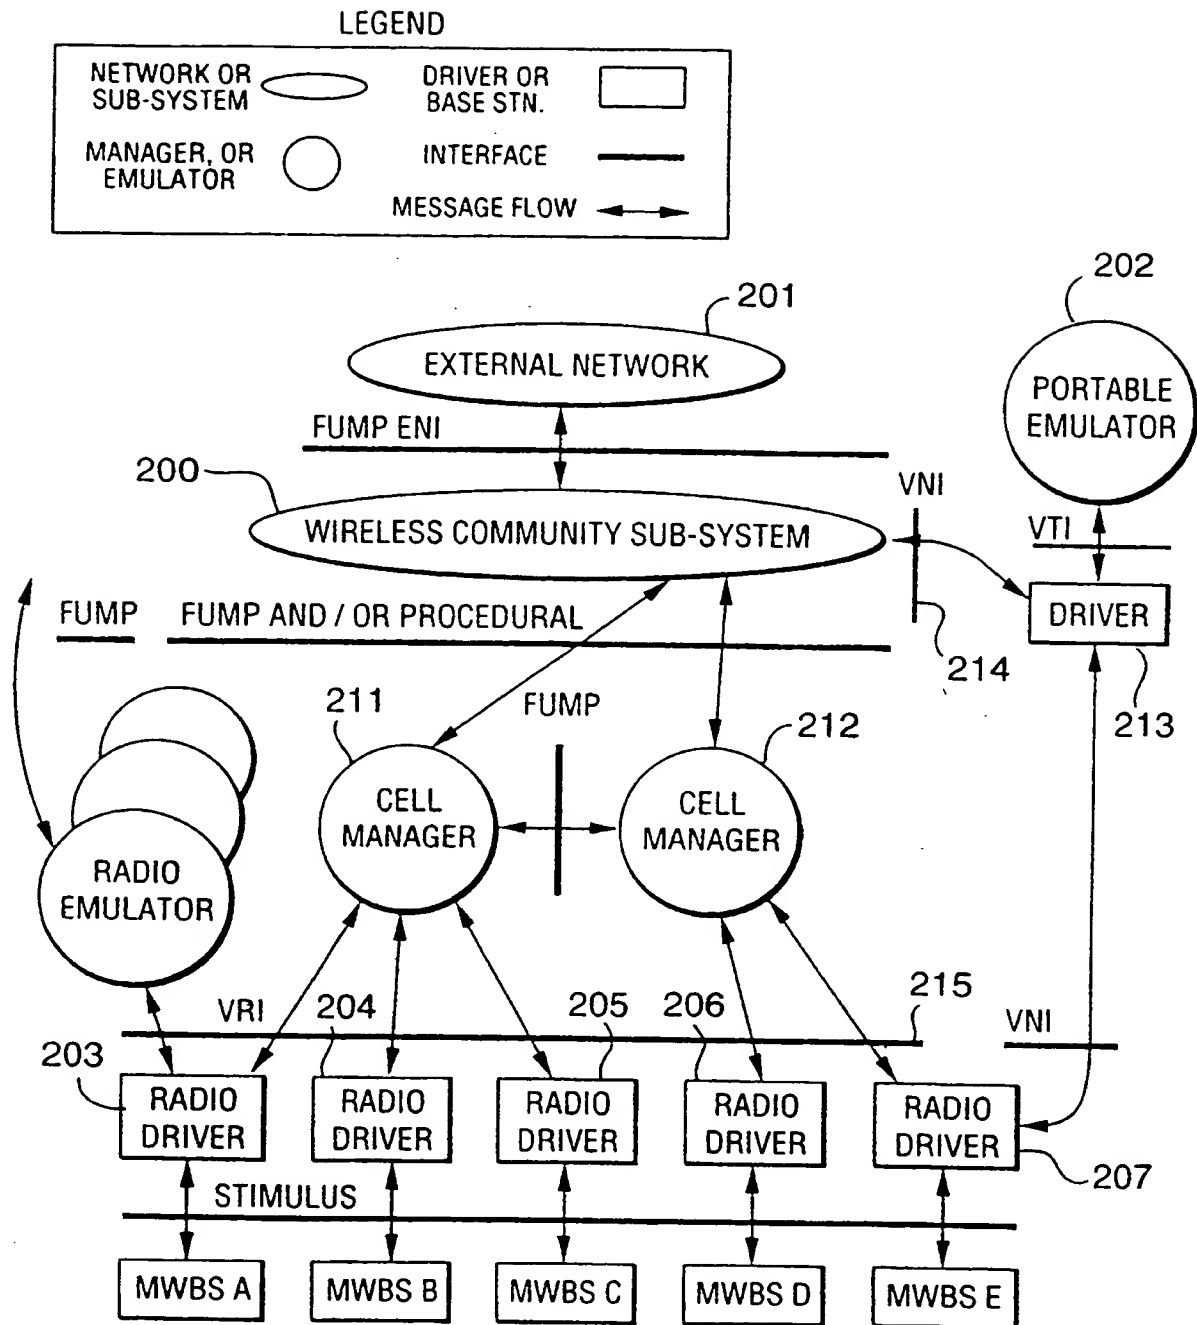 LEGEND
NETWORK OR
SUB-SYSTEM
DRIVER OR
BASE STN.
MANAGER, OR
EMULATOR
INTERFACE
MESSAGE FLOW
201
202
EXTERNAL NETWORK
PORTABLE
EMULATOR
FUMP ENI
200
VNI
WIRELESS COMMUNITY SUB-SYSTEM
VTI
FUMP
FUMP AND / OR PROCEDURAL
DRIVER
214
213
211
FUMP
212
CELL
MANAGER
CELL
MANAGER
RADIO
EMULATOR
VRI
204
205
206
215
VNI
203
RADIO
DRIVER
RADIO
DRIVER
RADIO
DRIVER
RADIO
DRIVER
RADIO
DRIVER
207
STIMULUS
MWBS A
MWBS B
MWBS C
MWBS D
MWBS E